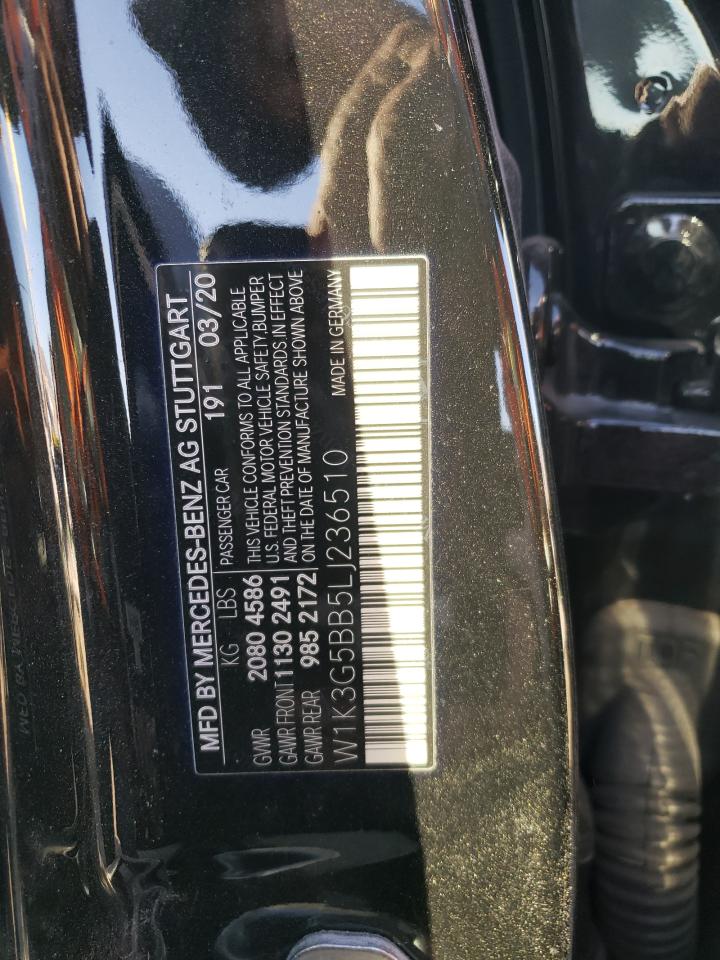 MFD BY MERCEDES-BENZ AG STUTTGART
KG LBS PASSENGER CAR 191 03/20
GWWR 2080 4586 THIS VEHICLE CONFORMS TO ALL APPLICABLE
U.S. FEDERAL MOTOR VEHICLE SAFETY, BUMPER
GAWR FRONT 1130 2491 AND THEFT PREVENTION STANDARDS, IN EFFECT
GAWR REAR 985 2172 ON THE DATE OF MANUFACTURE SHOWN ABOVE
W1K3G5BB5LJ236510 MADE IN GERMANY